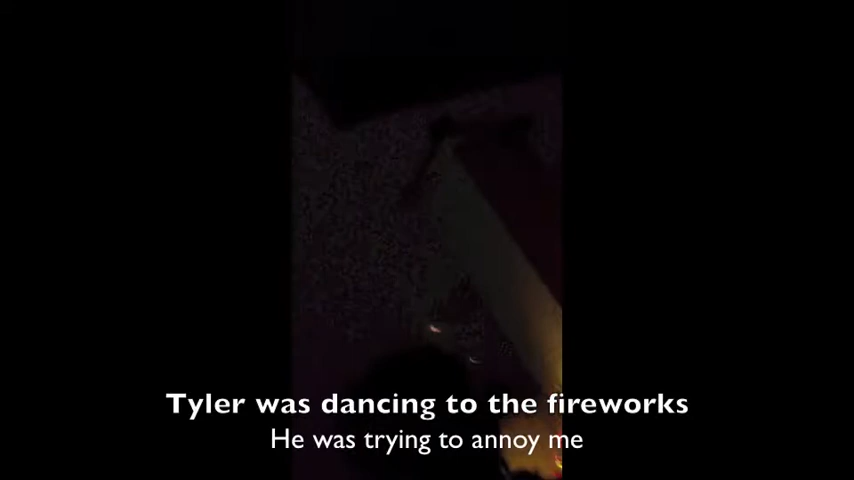 Tyler was dancing to the fireworks
He was trying to annoy me